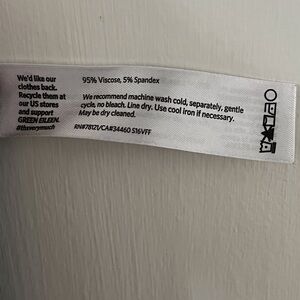 We'd like our
clothes back.
Recycle them at
our US stores
and support
GREEN EILEEN.
#thxverymuch
95% Viscose, 5% Spandex
We recommend machine wash cold, separately, gentle
cycle, no bleach. Line dry. Use cool iron if necessary.
May be dry cleaned.
RN#78121/CA#34460 S16VFF